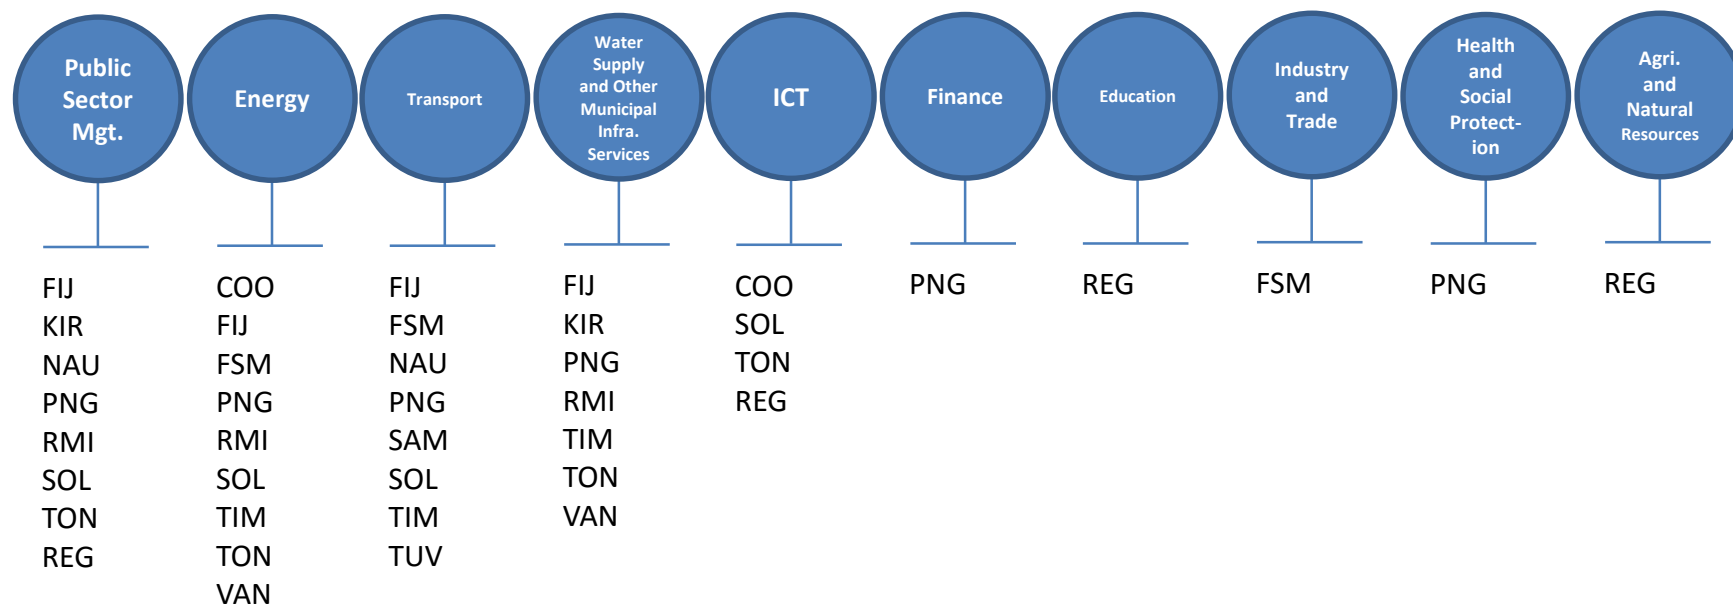 Public
Sector
Mgt.
Energy
Transport
Water
Supply
and Other
Municipal
Infra.
Services
ICT
Finance
Education
Industry
and
Trade
Health
and
Social
Protect-
ion
Agri.
and
Natural
Resources
FIJ
KIR
NAU
PNG
RMI
SOL
TON
REG
COO
FIJ
FSM
PNG
RMI
SOL
TIM
TON
VAN
FIJ
FSM
NAU
PNG
SAM
SOL
TIM
TUV
FIJ
KIR
PNG
RMI
TIM
TON
VAN
COO
SOL
TON
REG
PNG
REG
FSM
PNG
REG